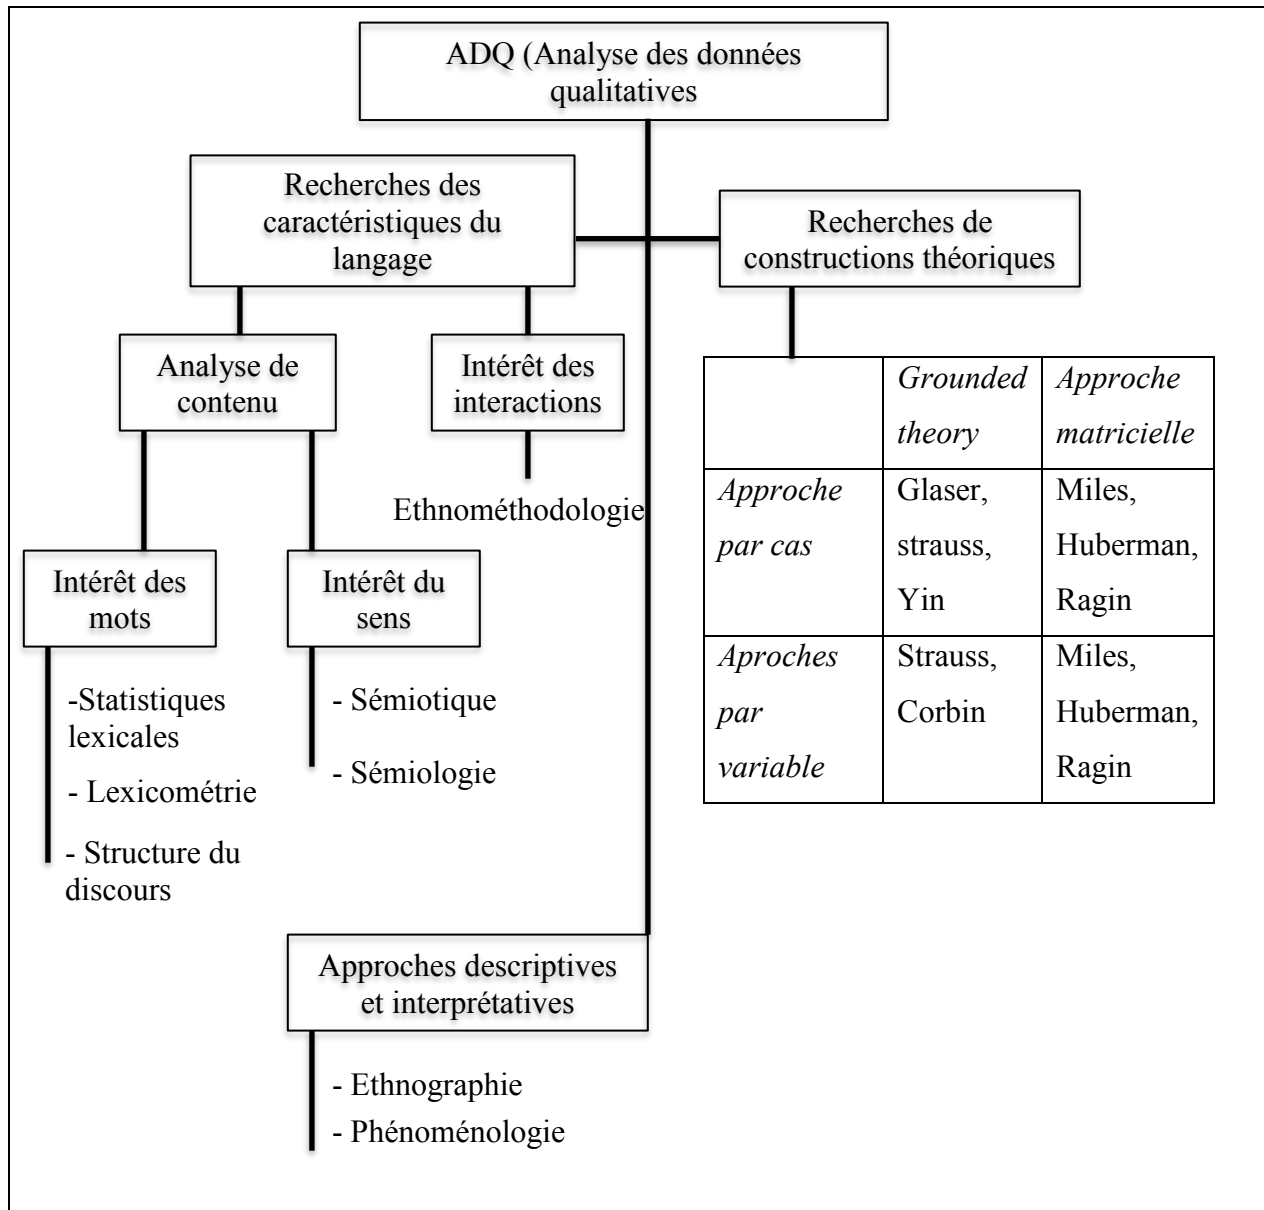 ADQ (Analyse des données
qualitatives
Recherches des
caractéristiques du
langage
Recherches de
constructions théoriques
Analyse de
contenu
Intérêt des
interactions
Ethnométhodologie
Intérêt des
mots
Intérêt du
sens
-Statistiques
lexicales
- Lexicométrie
- Structure du
discours
- Sémiotique
- Sémiologie
Grounded
theory
Approche
matricielle
Approche
par cas
Glaser,
strauss,
Yin
Miles,
Huberman,
Ragin
Aproches
par
variable
Strauss,
Corbin
Miles,
Huberman,
Ragin
Approches descriptives
et interprétatives
- Ethnographie
- Phénoménologie